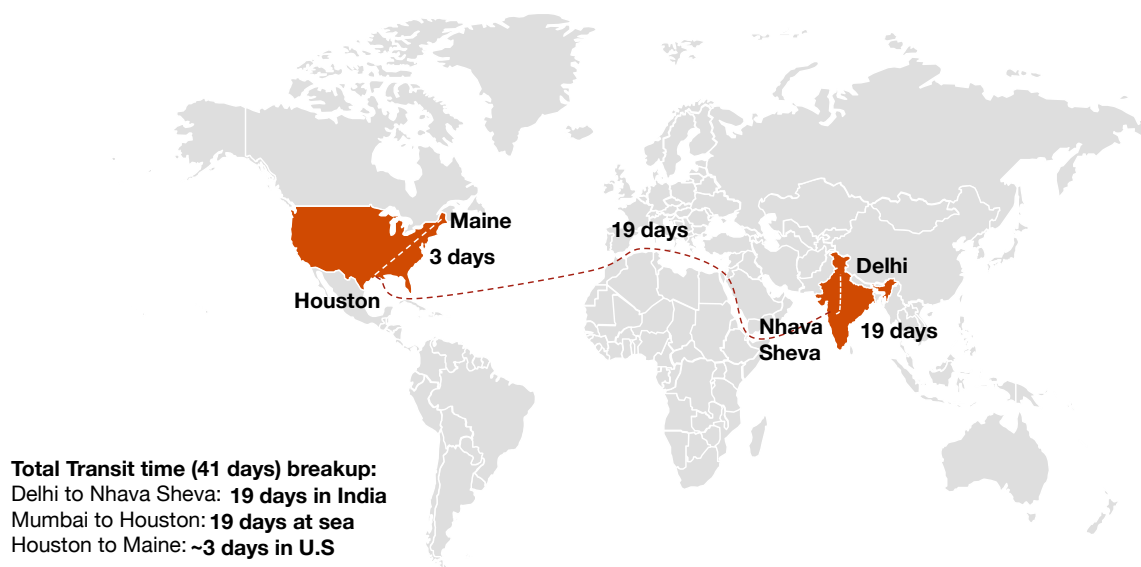 Maine
19 days
3 days
Delhi
Houston
Nhava
Sheva
19 days
Total Transit time (41 days) breakup:
Delhi to Nhava Sheva: 19 days in India
Mumbai to Houston: 19 days at sea
Houston to Maine: ~3 days in U.S